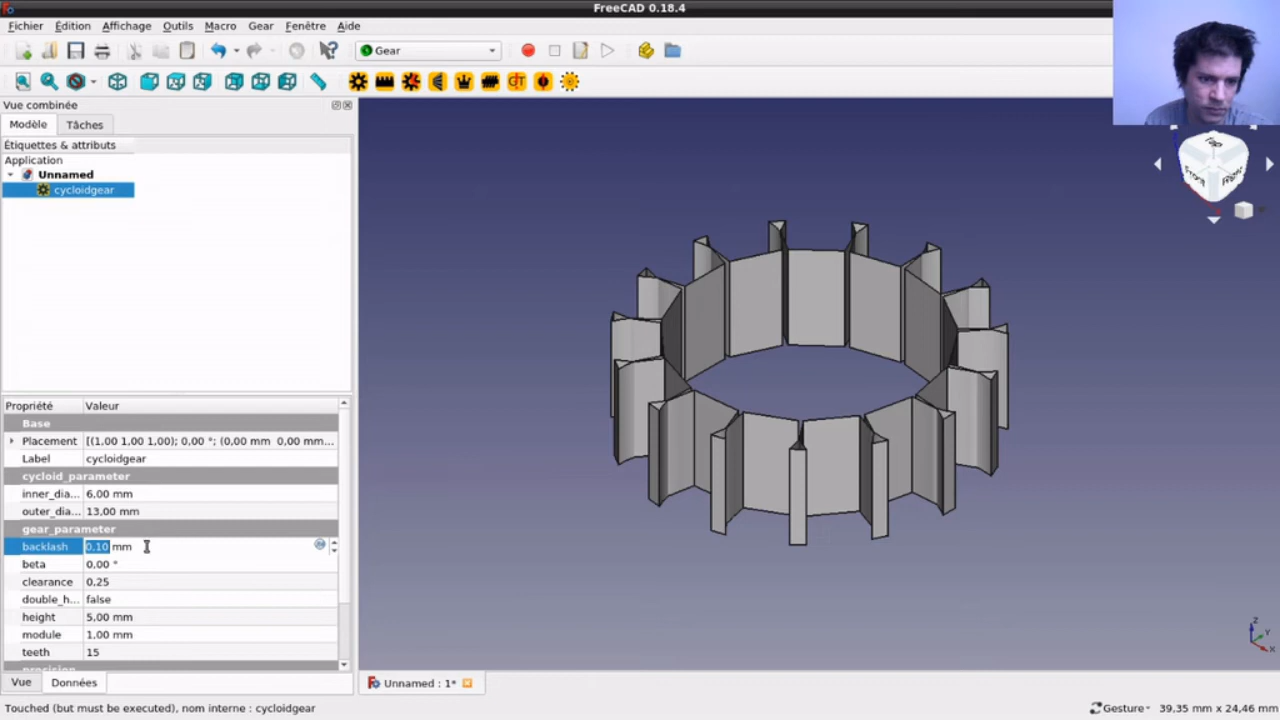 FreeCAD 0.18.4
Fichier Édition Affichage Outils Macro Gear Fenêtre Aide
Gear
Vue combinée
Modèle Tâches
Étiquettes & attributs
Application
Unnamed
cycloidgear
Top
Front
Right
Propriété Valeur
Base
Placement [(1,00 1,00 1,00); 0,00 °; (0,00 mm 0,00 mm...
Label cycloidgear
cycloid_parameter
inner_dia... 6,00 mm
outer_dia... 13,00 mm
gear_parameter
backlash 0,10 mm
beta 0,00 °
clearance 0,25
double_h... false
height 5,00 mm
module 1,00 mm
teeth 15
precision
Vue Données
Unnamed : 1*
Z
Y
X
Touched (but must be executed), nom interne : cycloidgear
Gesture 39,35 mm x 24,46 mm